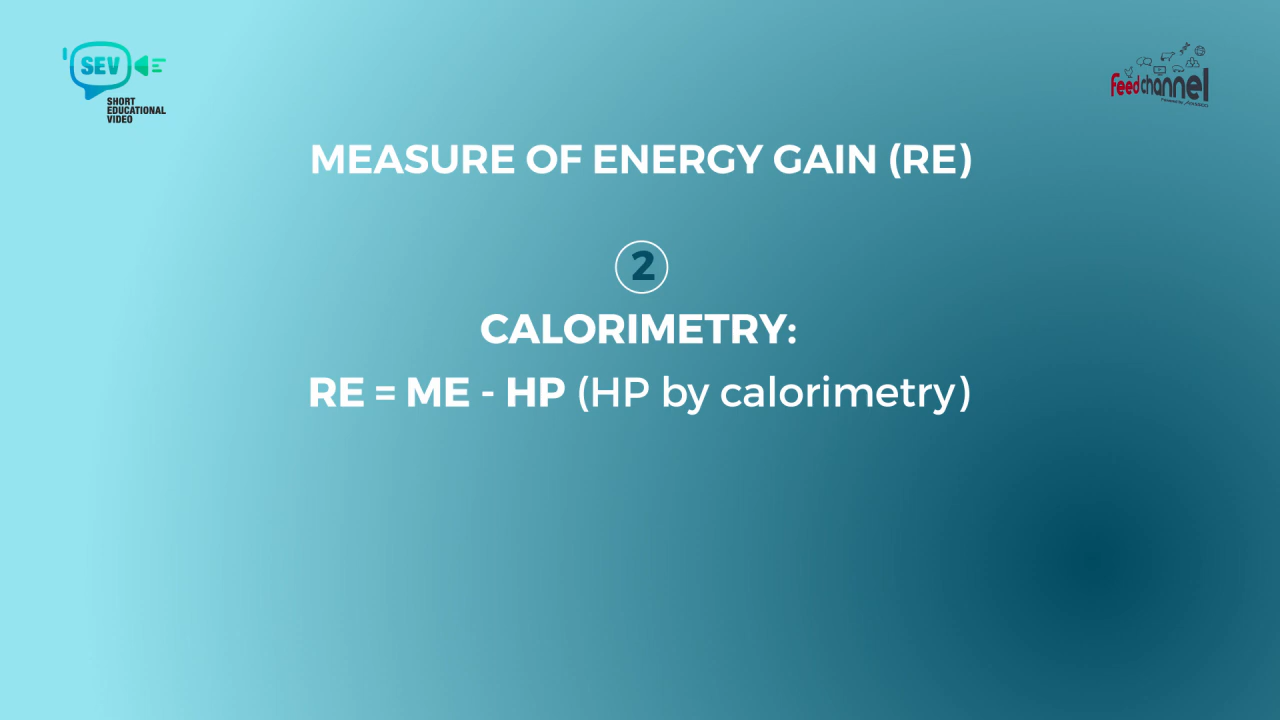 SEV
SHORT
EDUCATIONAL
VIDEO
feedchannel
MEASURE OF ENERGY GAIN (RE)
2
CALORIMETRY:
RE = ME - HP (HP by calorimetry)